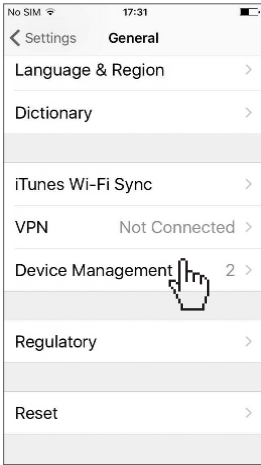 No SIM 17:31
Settings General
Language & Region
Dictionary
iTunes Wi-Fi Sync
VPN Not Connected
Device Management 2
Regulatory
Reset